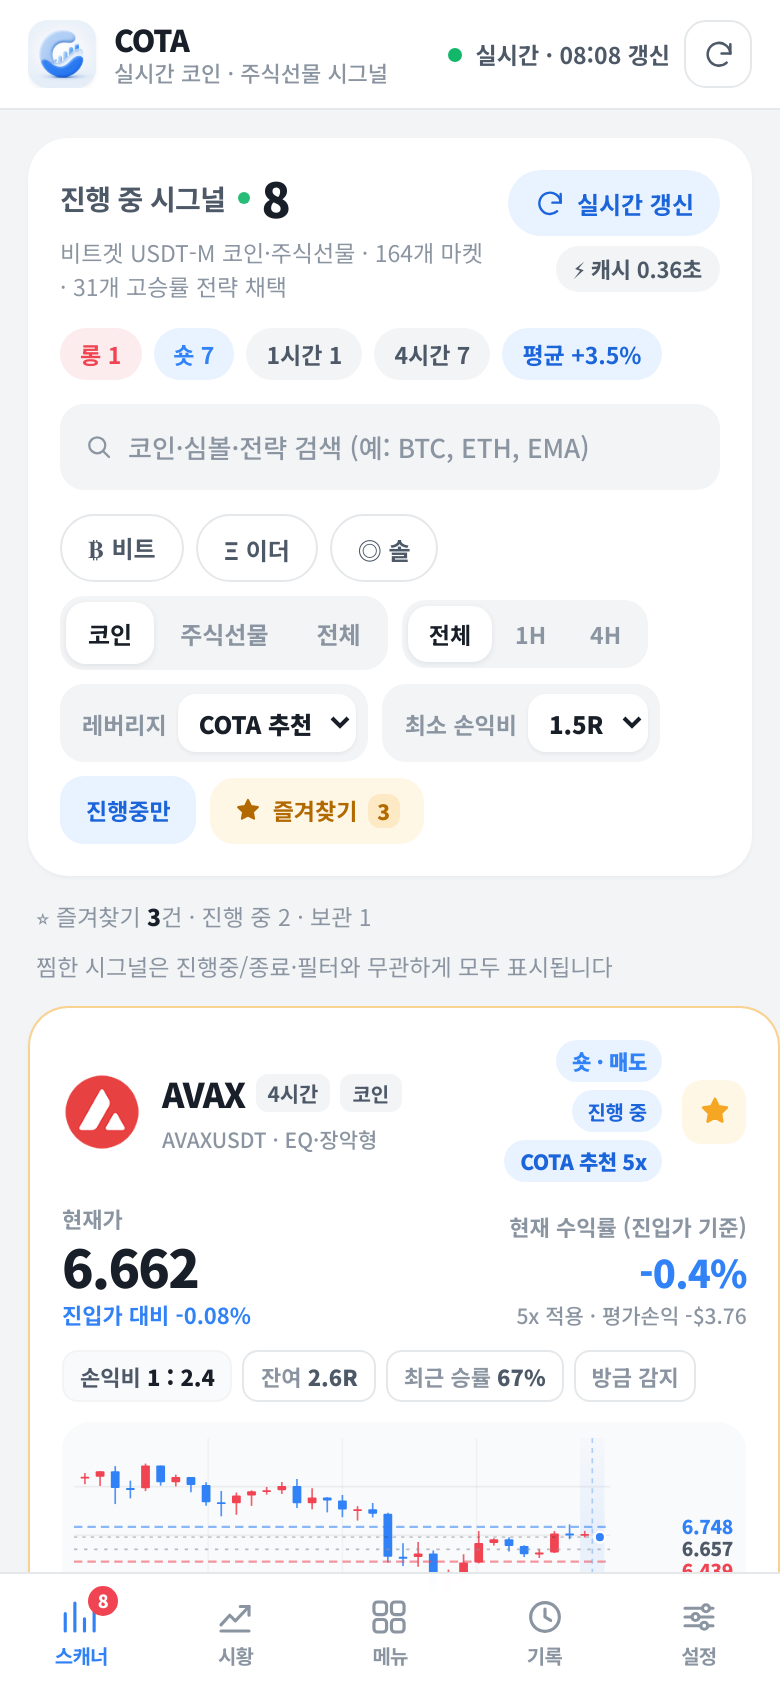 COTA
실시간 코인 · 주식선물 시그널
실시간 · 08:08 갱신
진행 중 시그널 8
실시간 갱신
비트겟 USDT-M 코인·주식선물 · 164개 마켓
· 31개 고승률 전략 채택
⚡ 캐시 0.36초
롱 1 숏 7 1시간 1 4시간 7 평균 +3.5%
코인·심볼·전략 검색 (예: BTC, ETH, EMA)
₿ 비트 Ξ 이더 ◎ 솔
코인 주식선물 전체 전체 1H 4H
레버리지 COTA 추천 최소 손익비 1.5R
진행중만 ★ 즐겨찾기 3
⭐ 즐겨찾기 3건 · 진행 중 2 · 보관 1
찜한 시그널은 진행중/종료·필터와 무관하게 모두 표시됩니다
AVAX 4시간 코인
AVAXUSDT · EQ·장악형
숏 · 매도
진행 중
COTA 추천 5x
현재가
6.662
진입가 대비 -0.08%
현재 수익률 (진입가 기준)
-0.4%
5x 적용 · 평가손익 -$3.76
손익비 1 : 2.4 잔여 2.6R 최근 승률 67% 방금 감지
6.748
6.657
6.439
8
스캐너 시황 메뉴 기록 설정